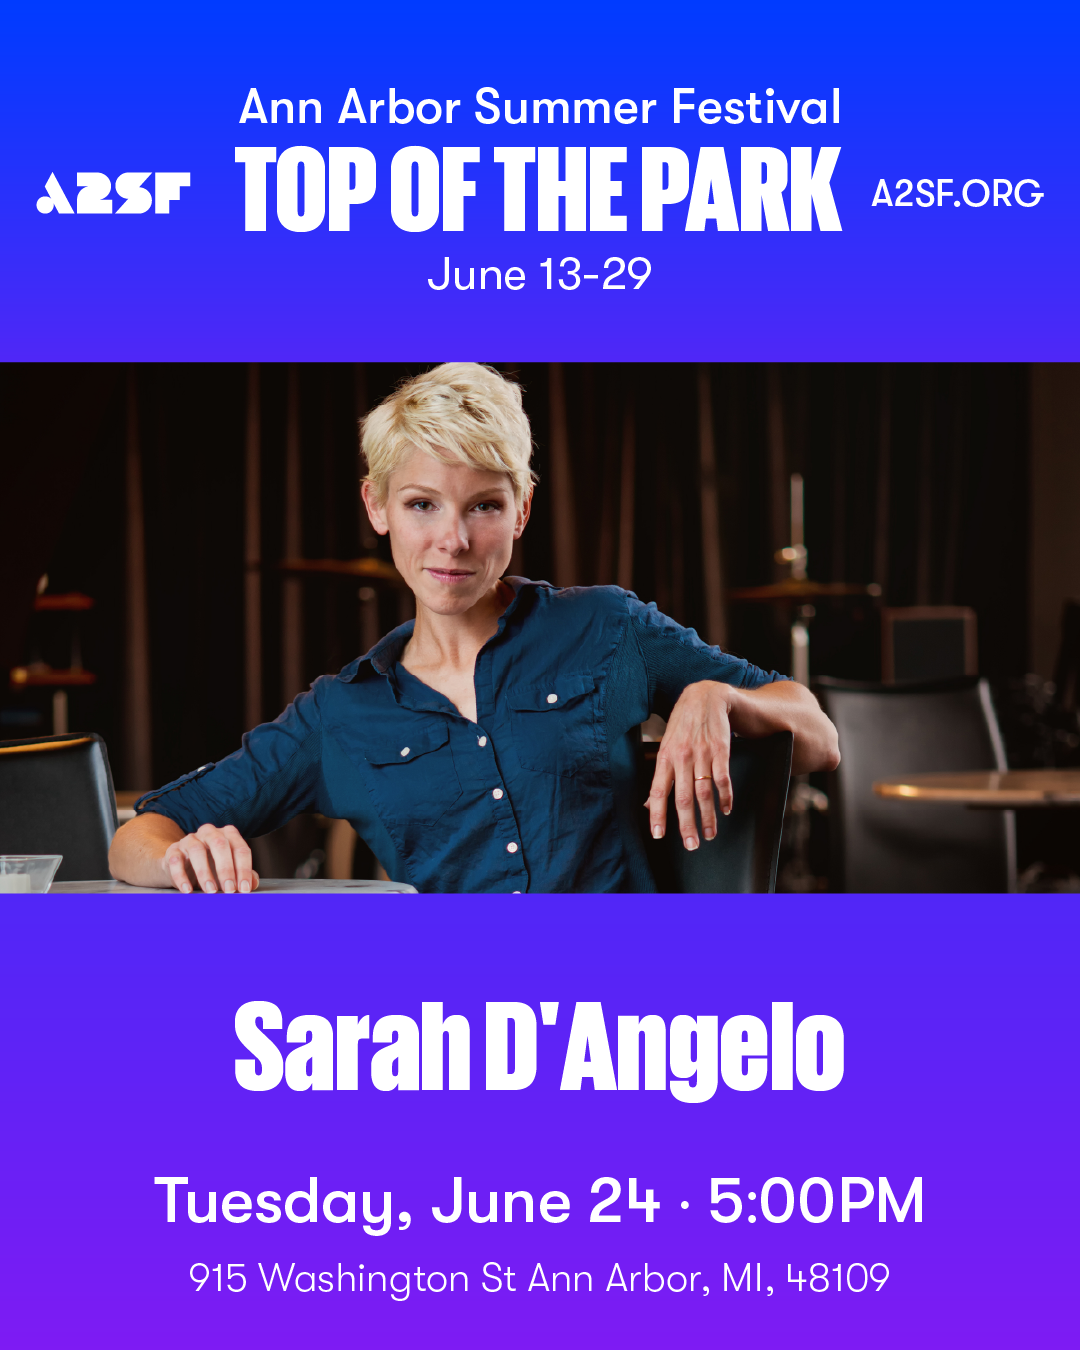 Ann Arbor Summer Festival
A2SF
TOP OF THE PARK
A2SF.ORG
June 13-29
Sarah D'Angelo
Tuesday, June 24 · 5:00PM
915 Washington St Ann Arbor, MI, 48109